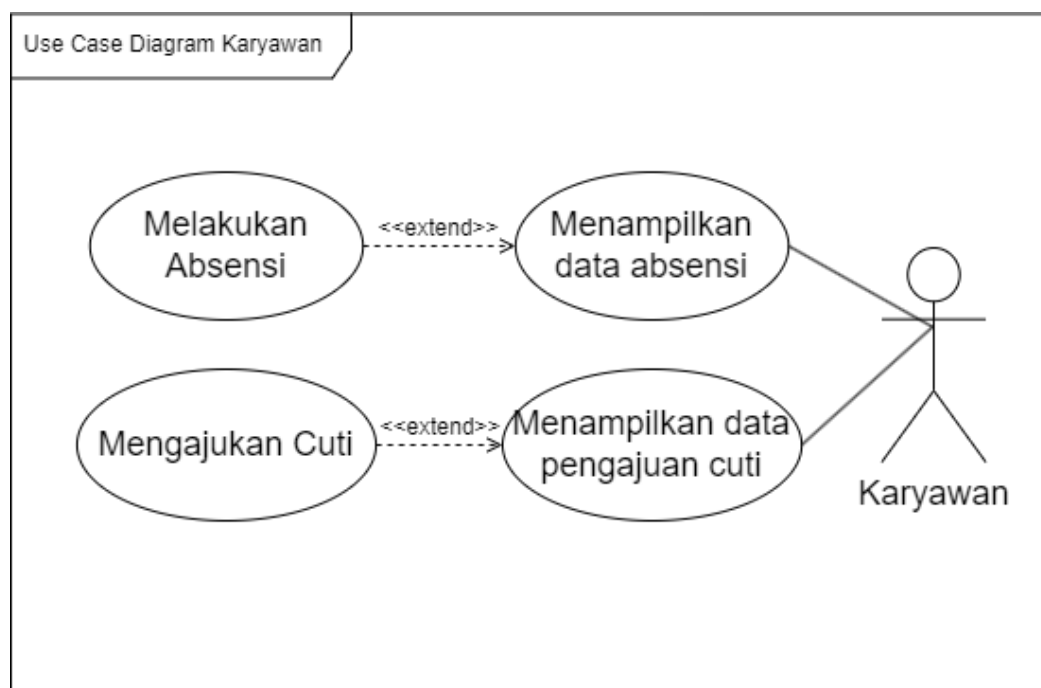 Use Case Diagram Karyawan
Melakukan
Absensi
<<extend>>
Menampilkan
data absensi
Mengajukan Cuti
<<extend>>
Menampilkan data
pengajuan cuti
Karyawan